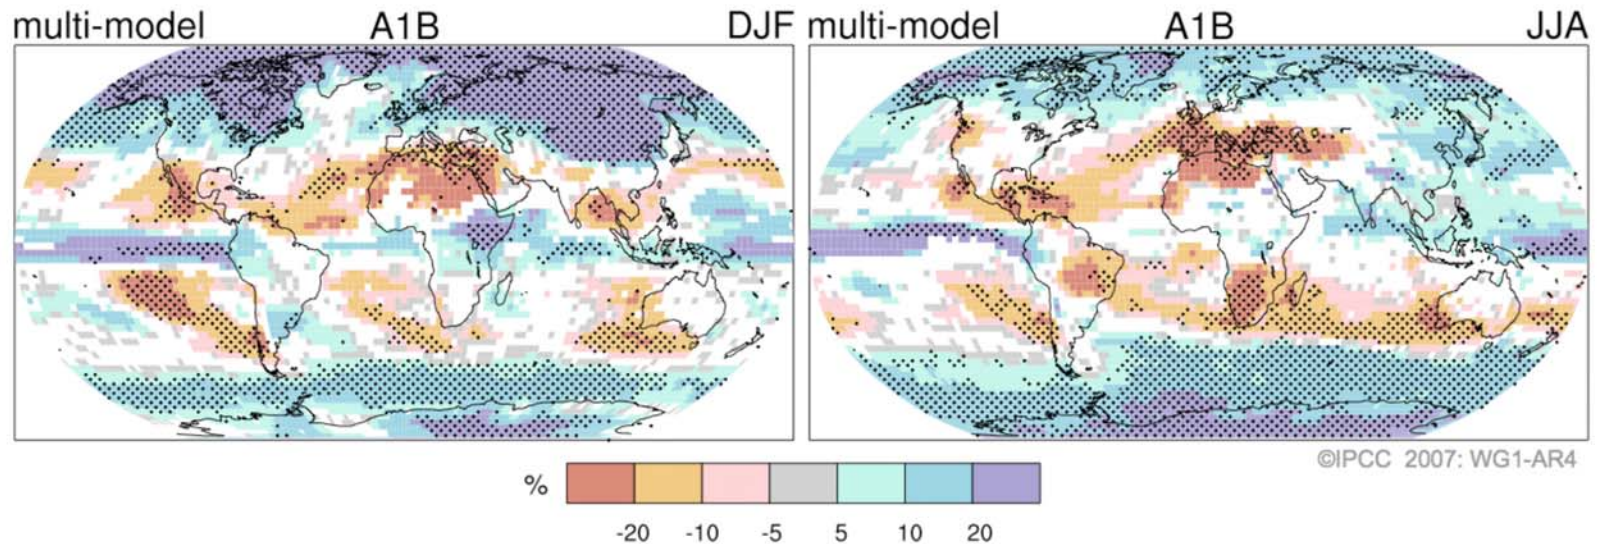 multi-model A1B DJF
multi-model A1B JJA
©IPCC 2007: WG1-AR4
%
-20 -10 -5 5 10 20